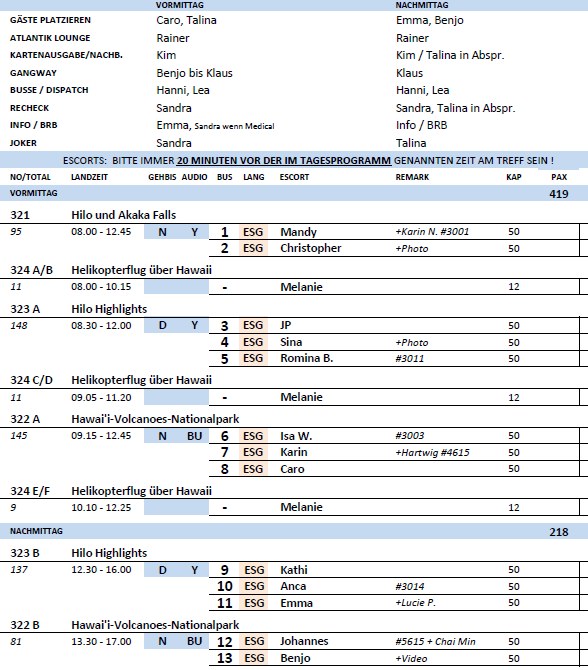 VORMITTAG NACHMITTAG
GÄSTE PLATZIEREN Caro, Talina Emma, Benjo
ATLANTIK LOUNGE Rainer Rainer
KARTENAUSGABE/NACHB. Kim Kim / Talina in Abspr.
GANGWAY Benjo bis Klaus Klaus
BUSSE / DISPATCH Hanni, Lea Hanni, Lea
RECHECK Sandra Sandra, Talina in Abspr.
INFO / BRB Emma, Sandra wenn Medical Info / BRB
JOKER Sandra Talina
ESCORTS: BITTE IMMER 20 MINUTEN VOR DER IM TAGESPROGRAMM GENANNTEN ZEIT AM TREFF SEIN !
NO/TOTAL LANDZEIT GEHBIS AUDIO BUS LANG ESCORT REMARK KAP PAX
VORMITTAG 419
321 Hilo und Akaka Falls
95 08.00 - 12.45 N Y 1 ESG Mandy +Karin N. #3001 50
2 ESG Christopher +Photo 50
324 A/B Helikopterflug über Hawaii
11 08.00 - 10.15 - Melanie 12
323 A Hilo Highlights
148 08.30 - 12.00 D Y 3 ESG JP 50
4 ESG Sina +Photo 50
5 ESG Romina B. #3011 50
324 C/D Helikopterflug über Hawaii
11 09.05 - 11.20 - Melanie 12
322 A Hawai'i-Volcanoes-Nationalpark
145 09.15 - 12.45 N BU 6 ESG Isa W. #3003 50
7 ESG Karin +Hartwig #4615 50
8 ESG Caro 50
324 E/F Helikopterflug über Hawaii
9 10.10 - 12.25 - Melanie 12
NACHMITTAG 218
323 B Hilo Highlights
137 12.30 - 16.00 D Y 9 ESG Kathi 50
10 ESG Anca #3014 50
11 ESG Emma +Lucie P. 50
322 B Hawai'i-Volcanoes-Nationalpark
81 13.30 - 17.00 N BU 12 ESG Johannes #5615 + Chai Min 50
13 ESG Benjo +Video 50